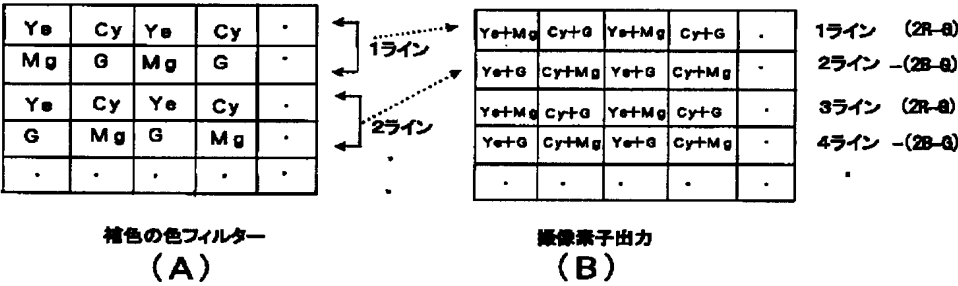 Ye Cy Ye Cy ・
Mg G Mg G ・
Ye Cy Ye Cy ・
G Mg G Mg ・
・ ・ ・ ・ ・
1ライン
2ライン
・
・
Ye+Mg Cy+G Ye+Mg Cy+G ・ 1ライン (2R-G)
Ye+G Cy+Mg Ye+G Cy+Mg ・ 2ライン -(2B-G)
Ye+Mg Cy+G Ye+Mg Cy+G ・ 3ライン (2R-G)
Ye+G Cy+Mg Ye+G Cy+Mg ・ 4ライン -(2B-G)
・ ・ ・ ・ ・ ・
補色の色フィルター
(A)
撮像素子出力
(B)